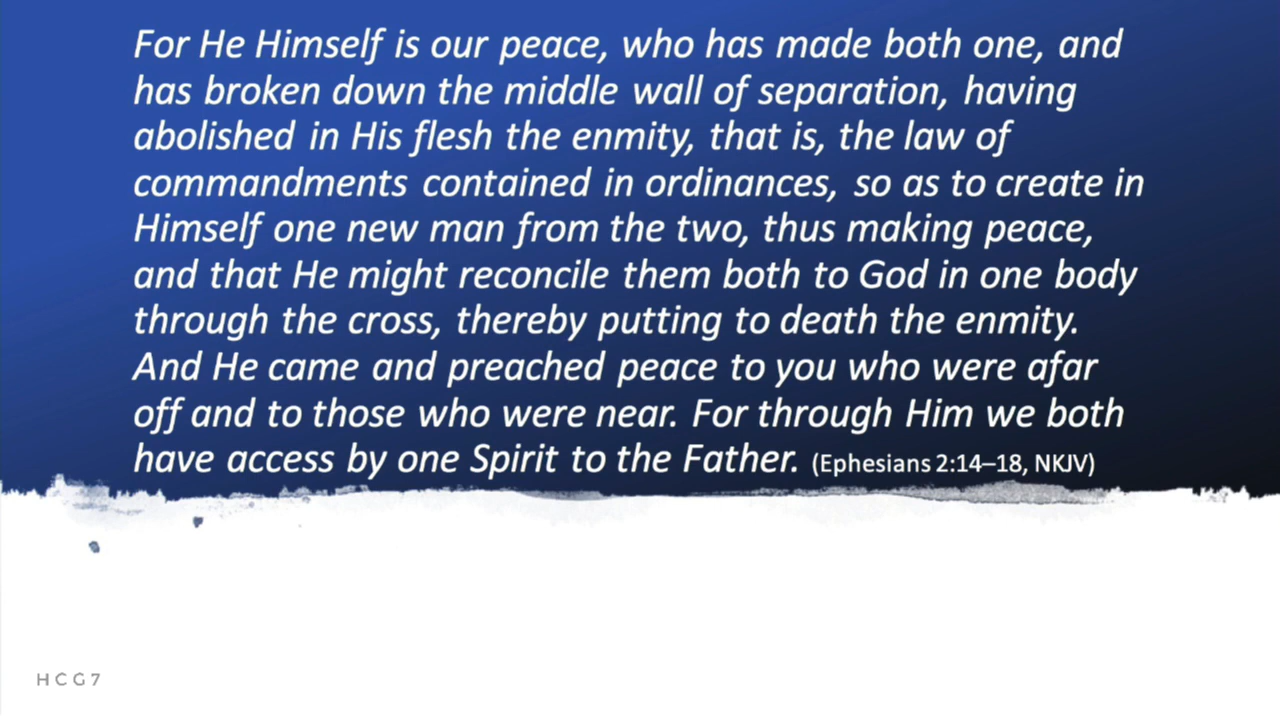 For He Himself is our peace, who has made both one, and
has broken down the middle wall of separation, having
abolished in His flesh the enmity, that is, the law of
commandments contained in ordinances, so as to create in
Himself one new man from the two, thus making peace,
and that He might reconcile them both to God in one body
through the cross, thereby putting to death the enmity.
And He came and preached peace to you who were afar
off and to those who were near. For through Him we both
have access by one Spirit to the Father. (Ephesians 2:14–18, NKJV)
HCG7